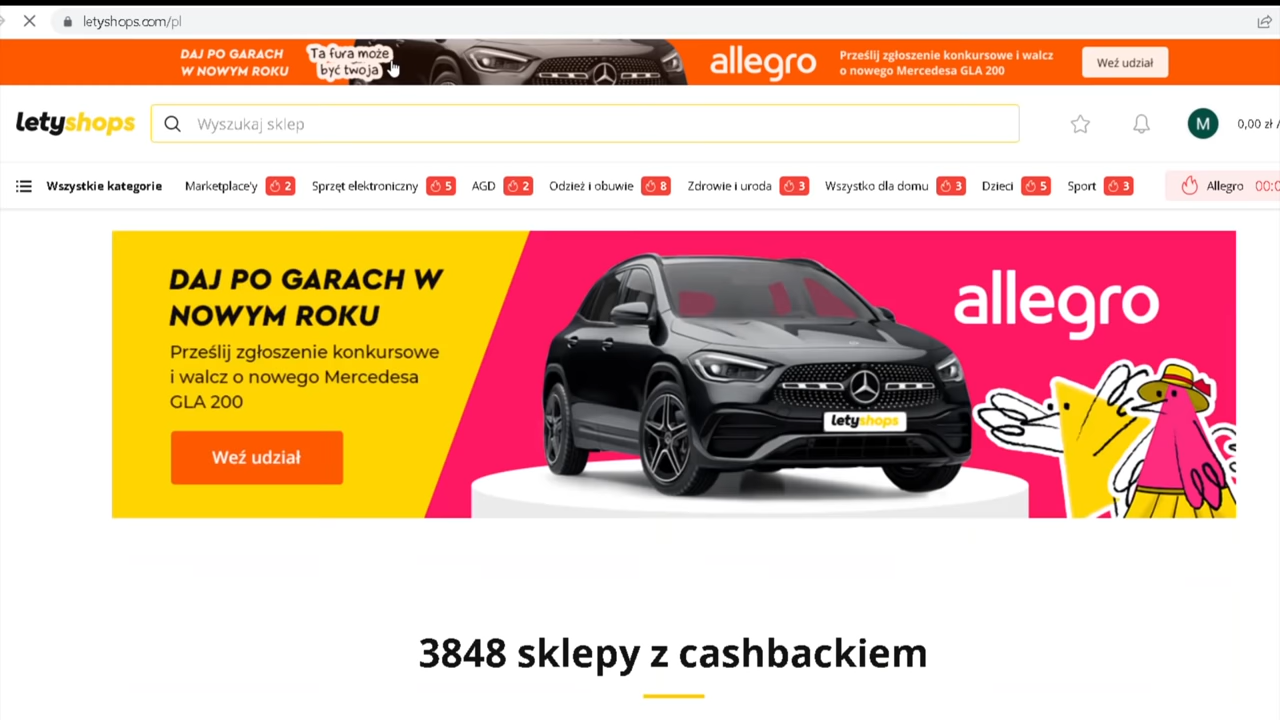 letyshops.com/pl
DAJ PO GARACH
W NOWYM ROKU
Ta fura może
być twoja
allegro
Prześlij zgłoszenie konkursowe i walcz
o nowego Mercedesa GLA 200
Weź udział
letyshops
Wyszukaj sklep
M
0,00 zł /
Wszystkie kategorie
Marketplace'y 2
Sprzęt elektroniczny 5
AGD 2
Odzież i obuwie 8
Zdrowie i uroda 3
Wszystko dla domu 3
Dzieci 5
Sport 3
Allegro 00:0
DAJ PO GARACH W
NOWYM ROKU
Prześlij zgłoszenie konkursowe
i walcz o nowego Mercedesa
GLA 200
Weź udział
letyshops
allegro
3848 sklepy z cashbackiem